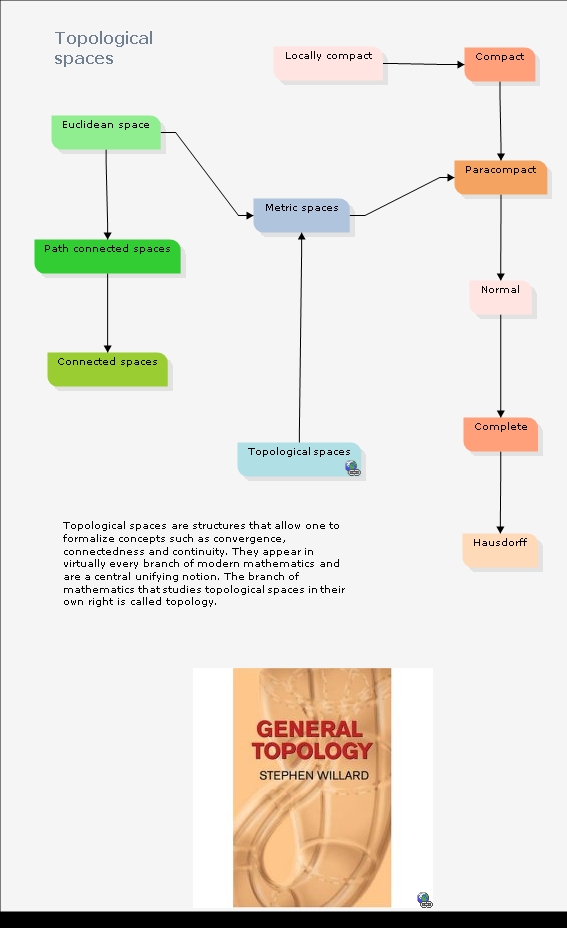 Topological
spaces
Locally compact
Compact
Euclidean space
Paracompact
Metric spaces
Path connected spaces
Normal
Connected spaces
Complete
Topological spaces
Hausdorff
Topological spaces are structures that allow one to
formalize concepts such as convergence,
connectedness and continuity. They appear in
virtually every branch of modern mathematics and
are a central unifying notion. The branch of
mathematics that studies topological spaces in their
own right is called topology.
GENERAL
TOPOLOGY
STEPHEN WILLARD